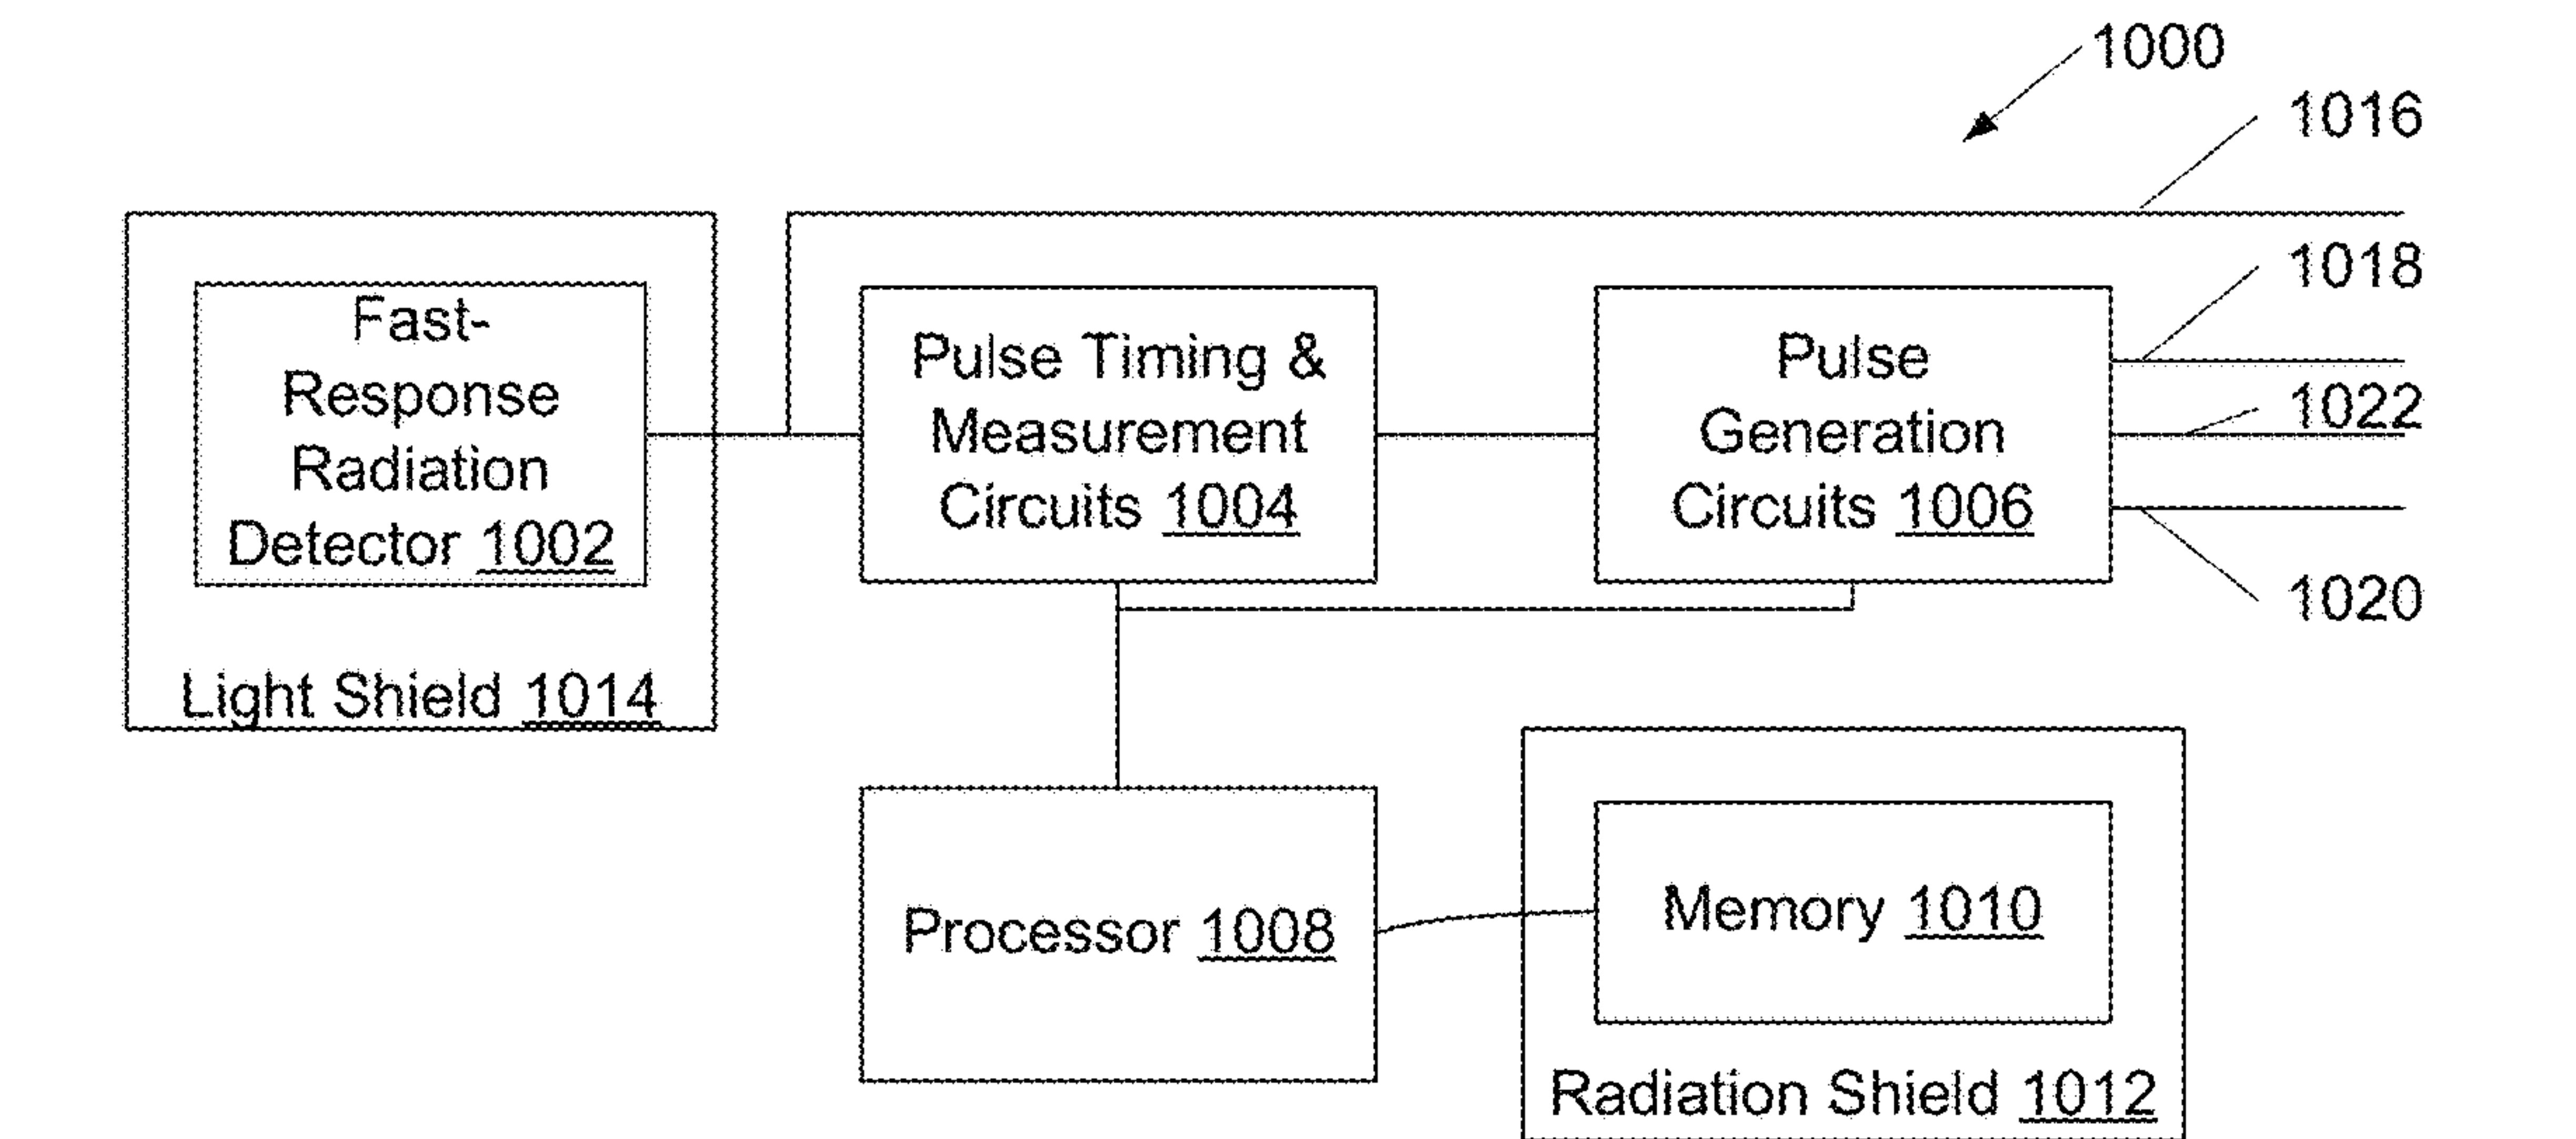 1000
1016
1018
1022
1020
Fast-
Response
Radiation
Detector 1002
Light Shield 1014
Pulse Timing &
Measurement
Circuits 1004
Pulse
Generation
Circuits 1006
Processor 1008
Memory 1010
Radiation Shield 1012